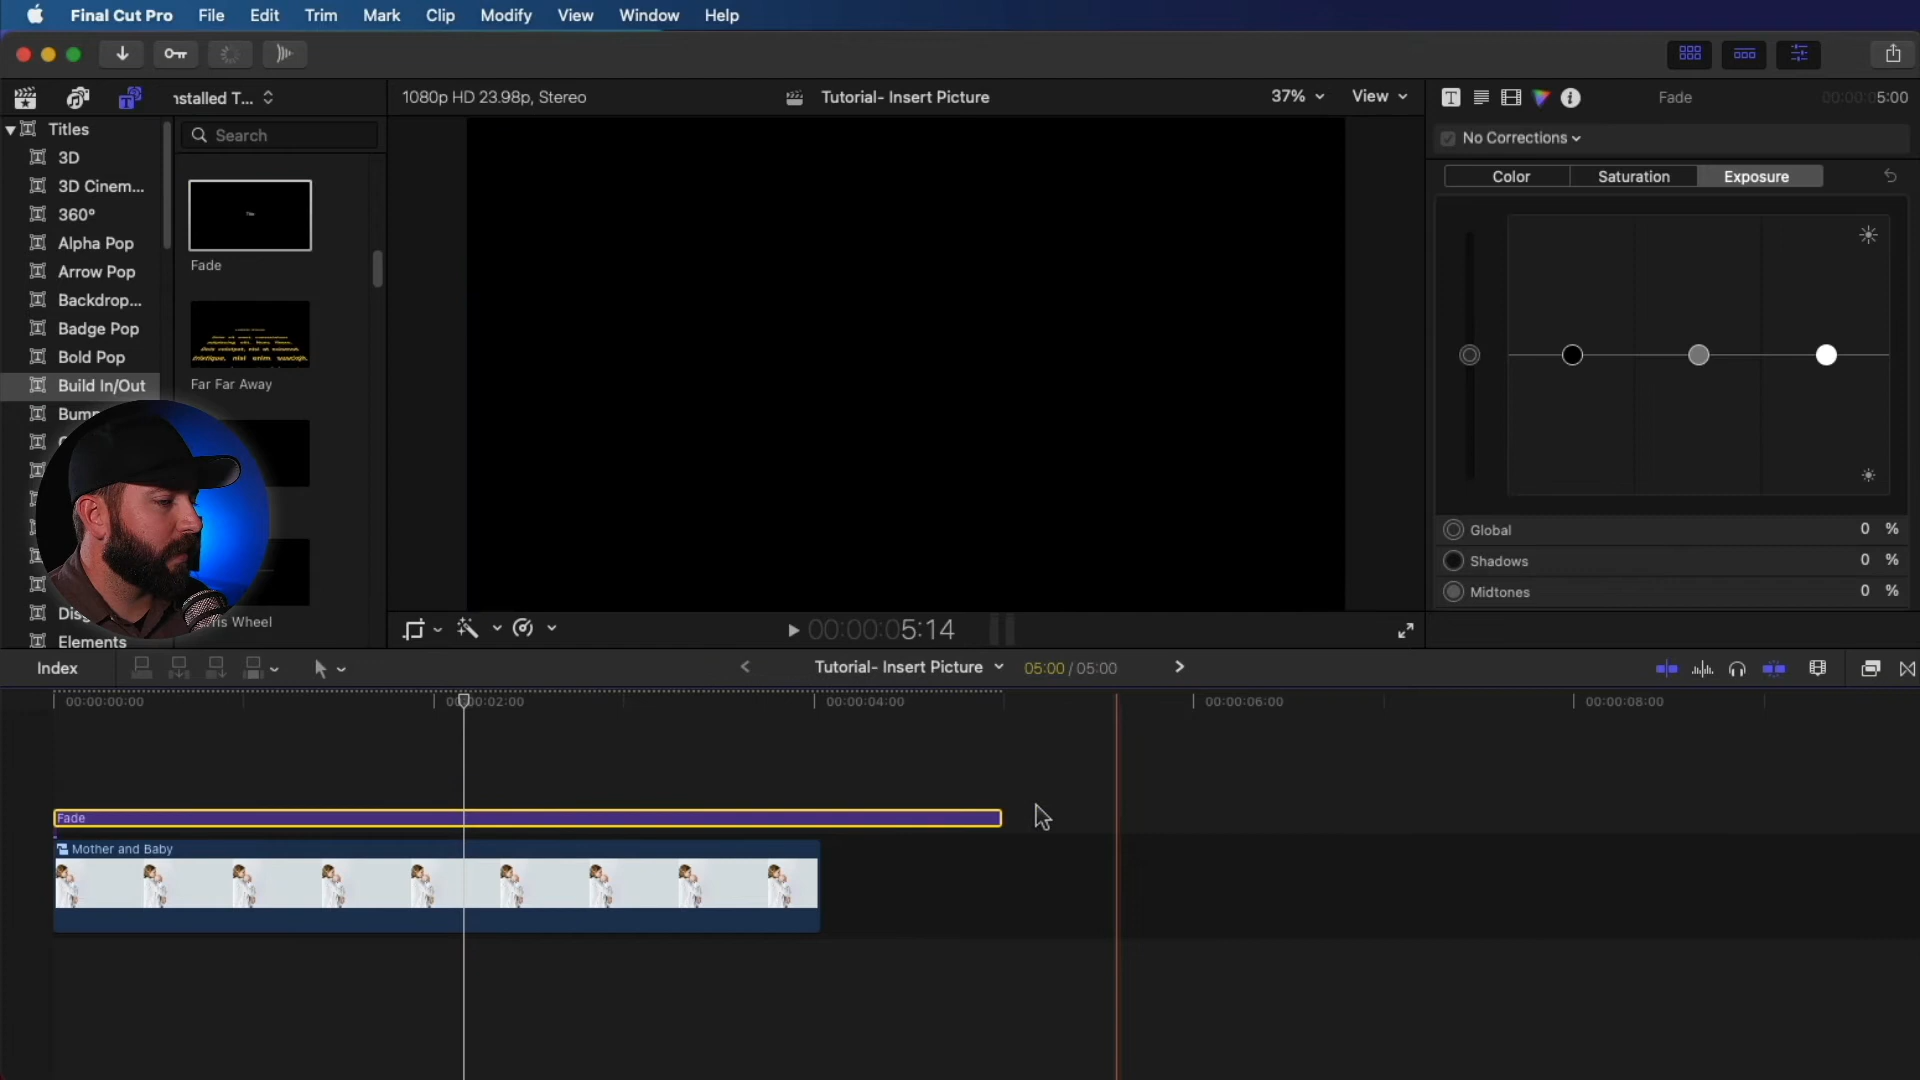 Final Cut Pro File Edit Trim Mark Clip Modify View Window Help
nstalled T...
1080p HD 23.98p, Stereo
Tutorial- Insert Picture
37%
View
Fade
00:00:05:00
Titles
Search
No Corrections
3D
3D Cinem...
360°
Alpha Pop
Arrow Pop
Backdrop...
Badge Pop
Bold Pop
Build In/Out
Elements
Title
Fade
Far Far Away
Wheel
Color
Saturation
Exposure
Global 0 %
Shadows 0 %
Midtones 0 %
00:00:05:14
Index
Tutorial- Insert Picture
05:00 / 05:00
00:00:00:00
00:00:02:00
00:00:04:00
00:00:06:00
00:00:08:00
Fade
Mother and Baby